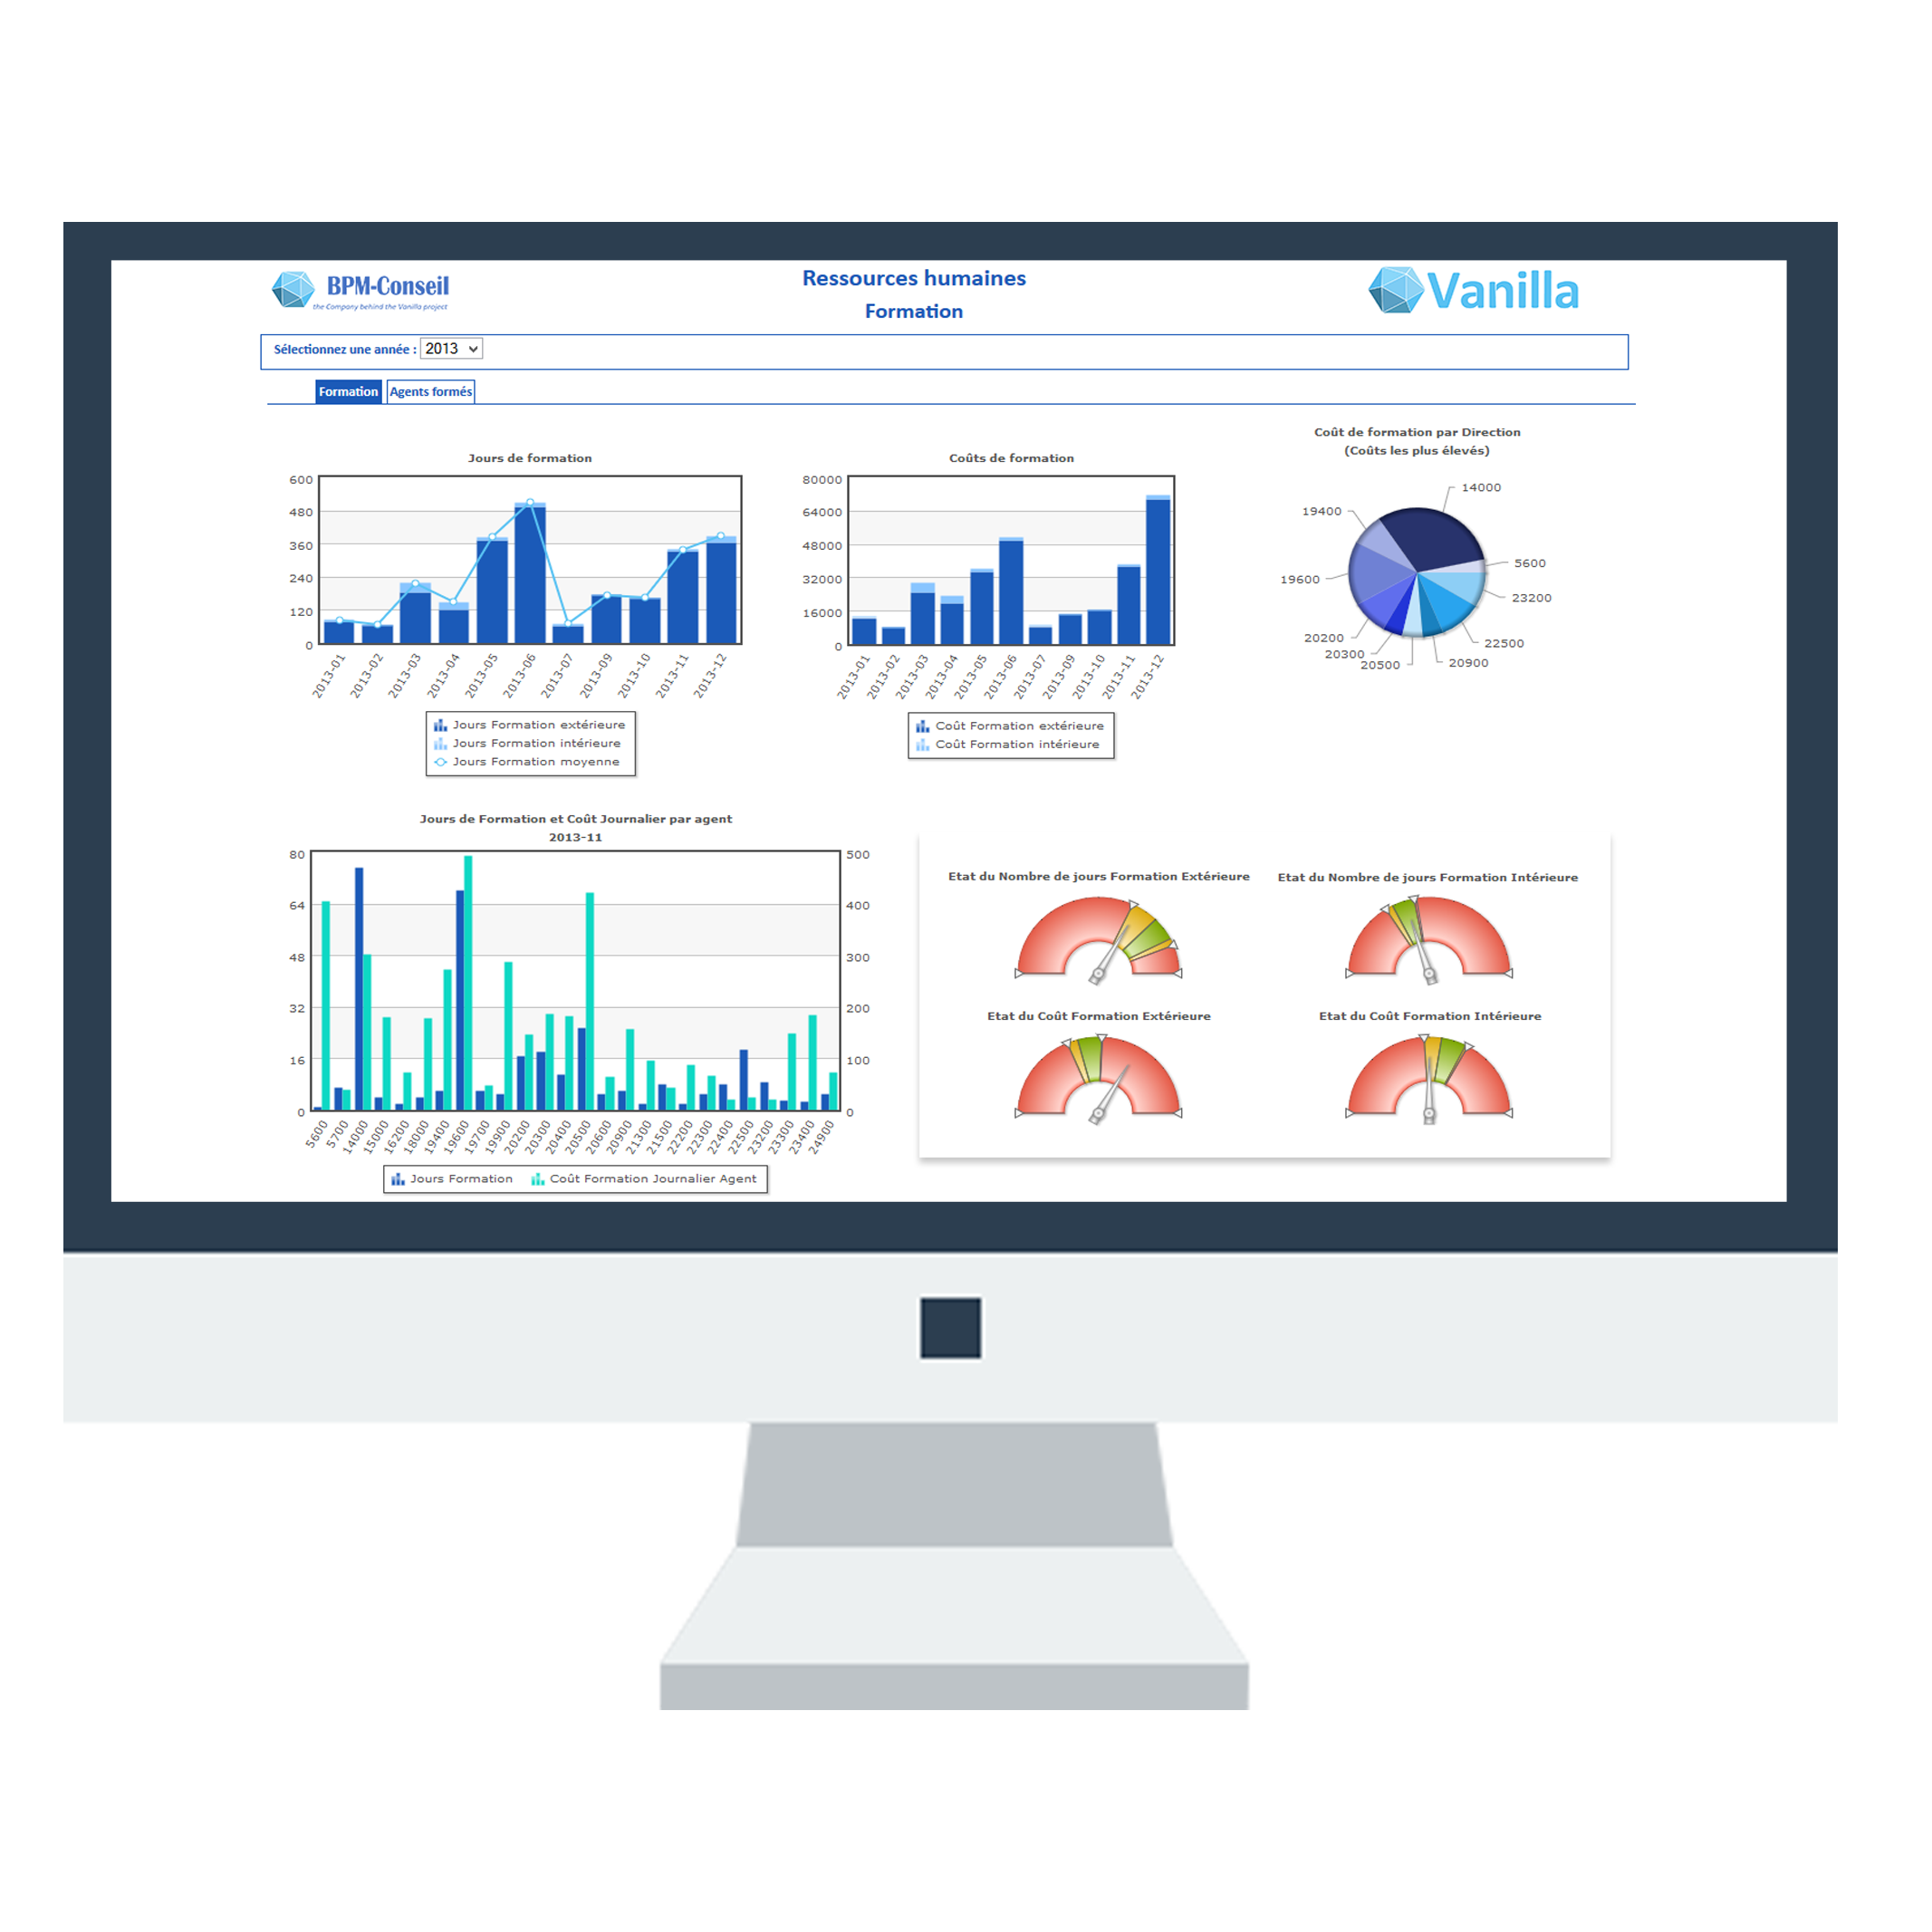 BPM-Conseil
the Company behind the Vanilla project
Ressources humaines
Formation
Vanilla
Sélectionnez une année : 2013
Formation Agents formés
Jours de formation
600
480
360
240
120
0
2013-01 2013-02 2013-03 2013-04 2013-05 2013-06 2013-07 2013-09 2013-10 2013-11 2013-12
Jours Formation extérieure
Jours Formation intérieure
Jours Formation moyenne
Coûts de formation
80000
64000
48000
32000
16000
0
2013-01 2013-02 2013-03 2013-04 2013-05 2013-06 2013-07 2013-09 2013-10 2013-11 2013-12
Coût Formation extérieure
Coût Formation intérieure
Coût de formation par Direction
(Coûts les plus élevés)
14000
19400
5600
19600
23200
20200
22500
20300
20500
20900
Jours de Formation et Coût Journalier par agent
2013-11
80 500
64 400
48 300
32 200
16 100
0 0
5600 5700 14000 15000 16200 18000 19400 19600 19700 19900 20200 20300 20400 20500 20600 20900 21300 21500 22200 22300 22400 22500 23200 23300 23400 24900
Jours Formation Coût Formation Journalier Agent
Etat du Nombre de jours Formation Extérieure
Etat du Nombre de jours Formation Intérieure
Etat du Coût Formation Extérieure
Etat du Coût Formation Intérieure